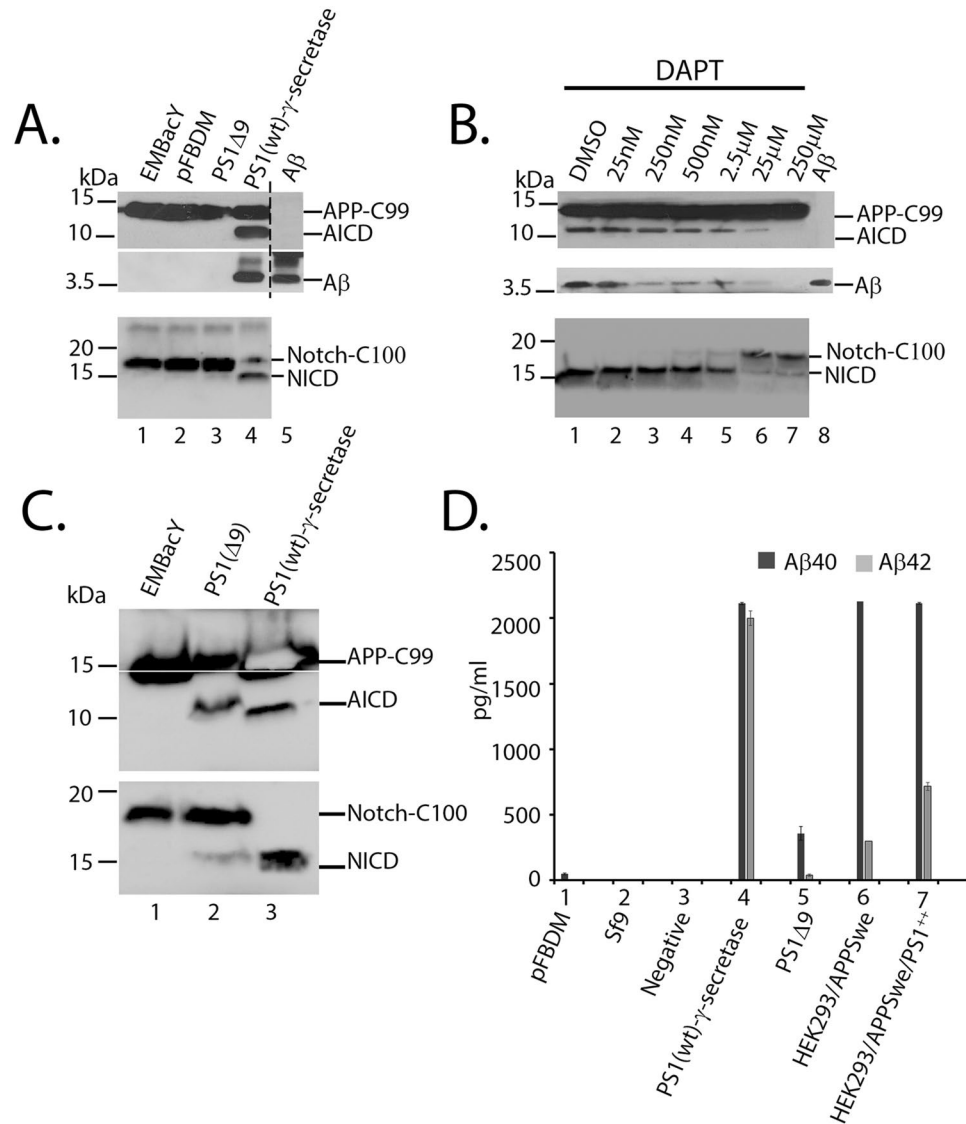 A.
EMBacY
pFBDM
PS1Δ9
PS1(wt)-γ-secretase
Aβ
kDa
15
10
3.5
20
15
APP-C99
AICD
Aβ
Notch-C100
NICD
1 2 3 4 5
B.
DAPT
DMSO
25nM
250nM
500nM
2.5μM
25μM
250μM
Aβ
kDa
15
10
3.5
20
15
APP-C99
AICD
Aβ
Notch-C100
NICD
1 2 3 4 5 6 7 8
C.
EMBacY
PS1(Δ9)
PS1(wt)-γ-secretase
kDa
15
10
20
15
APP-C99
AICD
Notch-C100
NICD
1 2 3
D.
Aβ40 Aβ42
pg/ml
2500
2000
1500
1000
500
0
1 2 3 4 5 6 7
pFBDM
Sf9
Negative
PS1(wt)-γ-secretase
PS1Δ9
HEK293/APPSwe
HEK293/APPSwe/PS1++